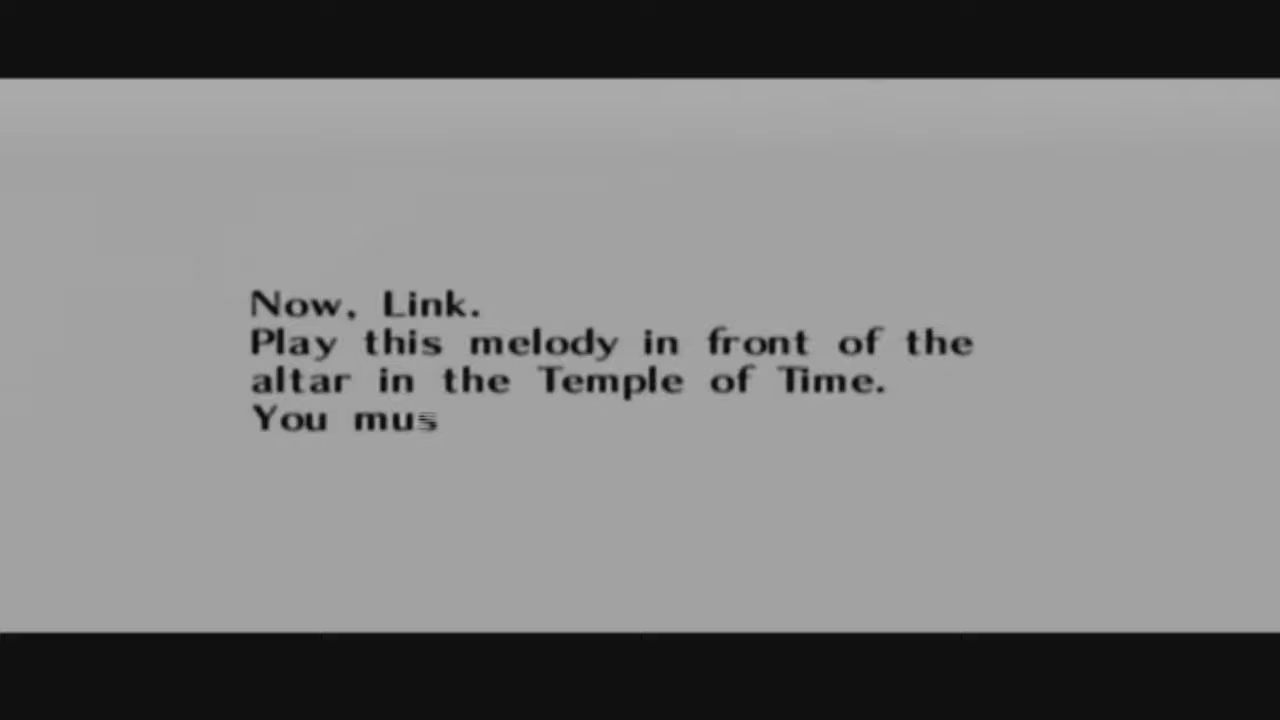 Now, Link.
Play this melody in front of the
altar in the Temple of Time.
You mus